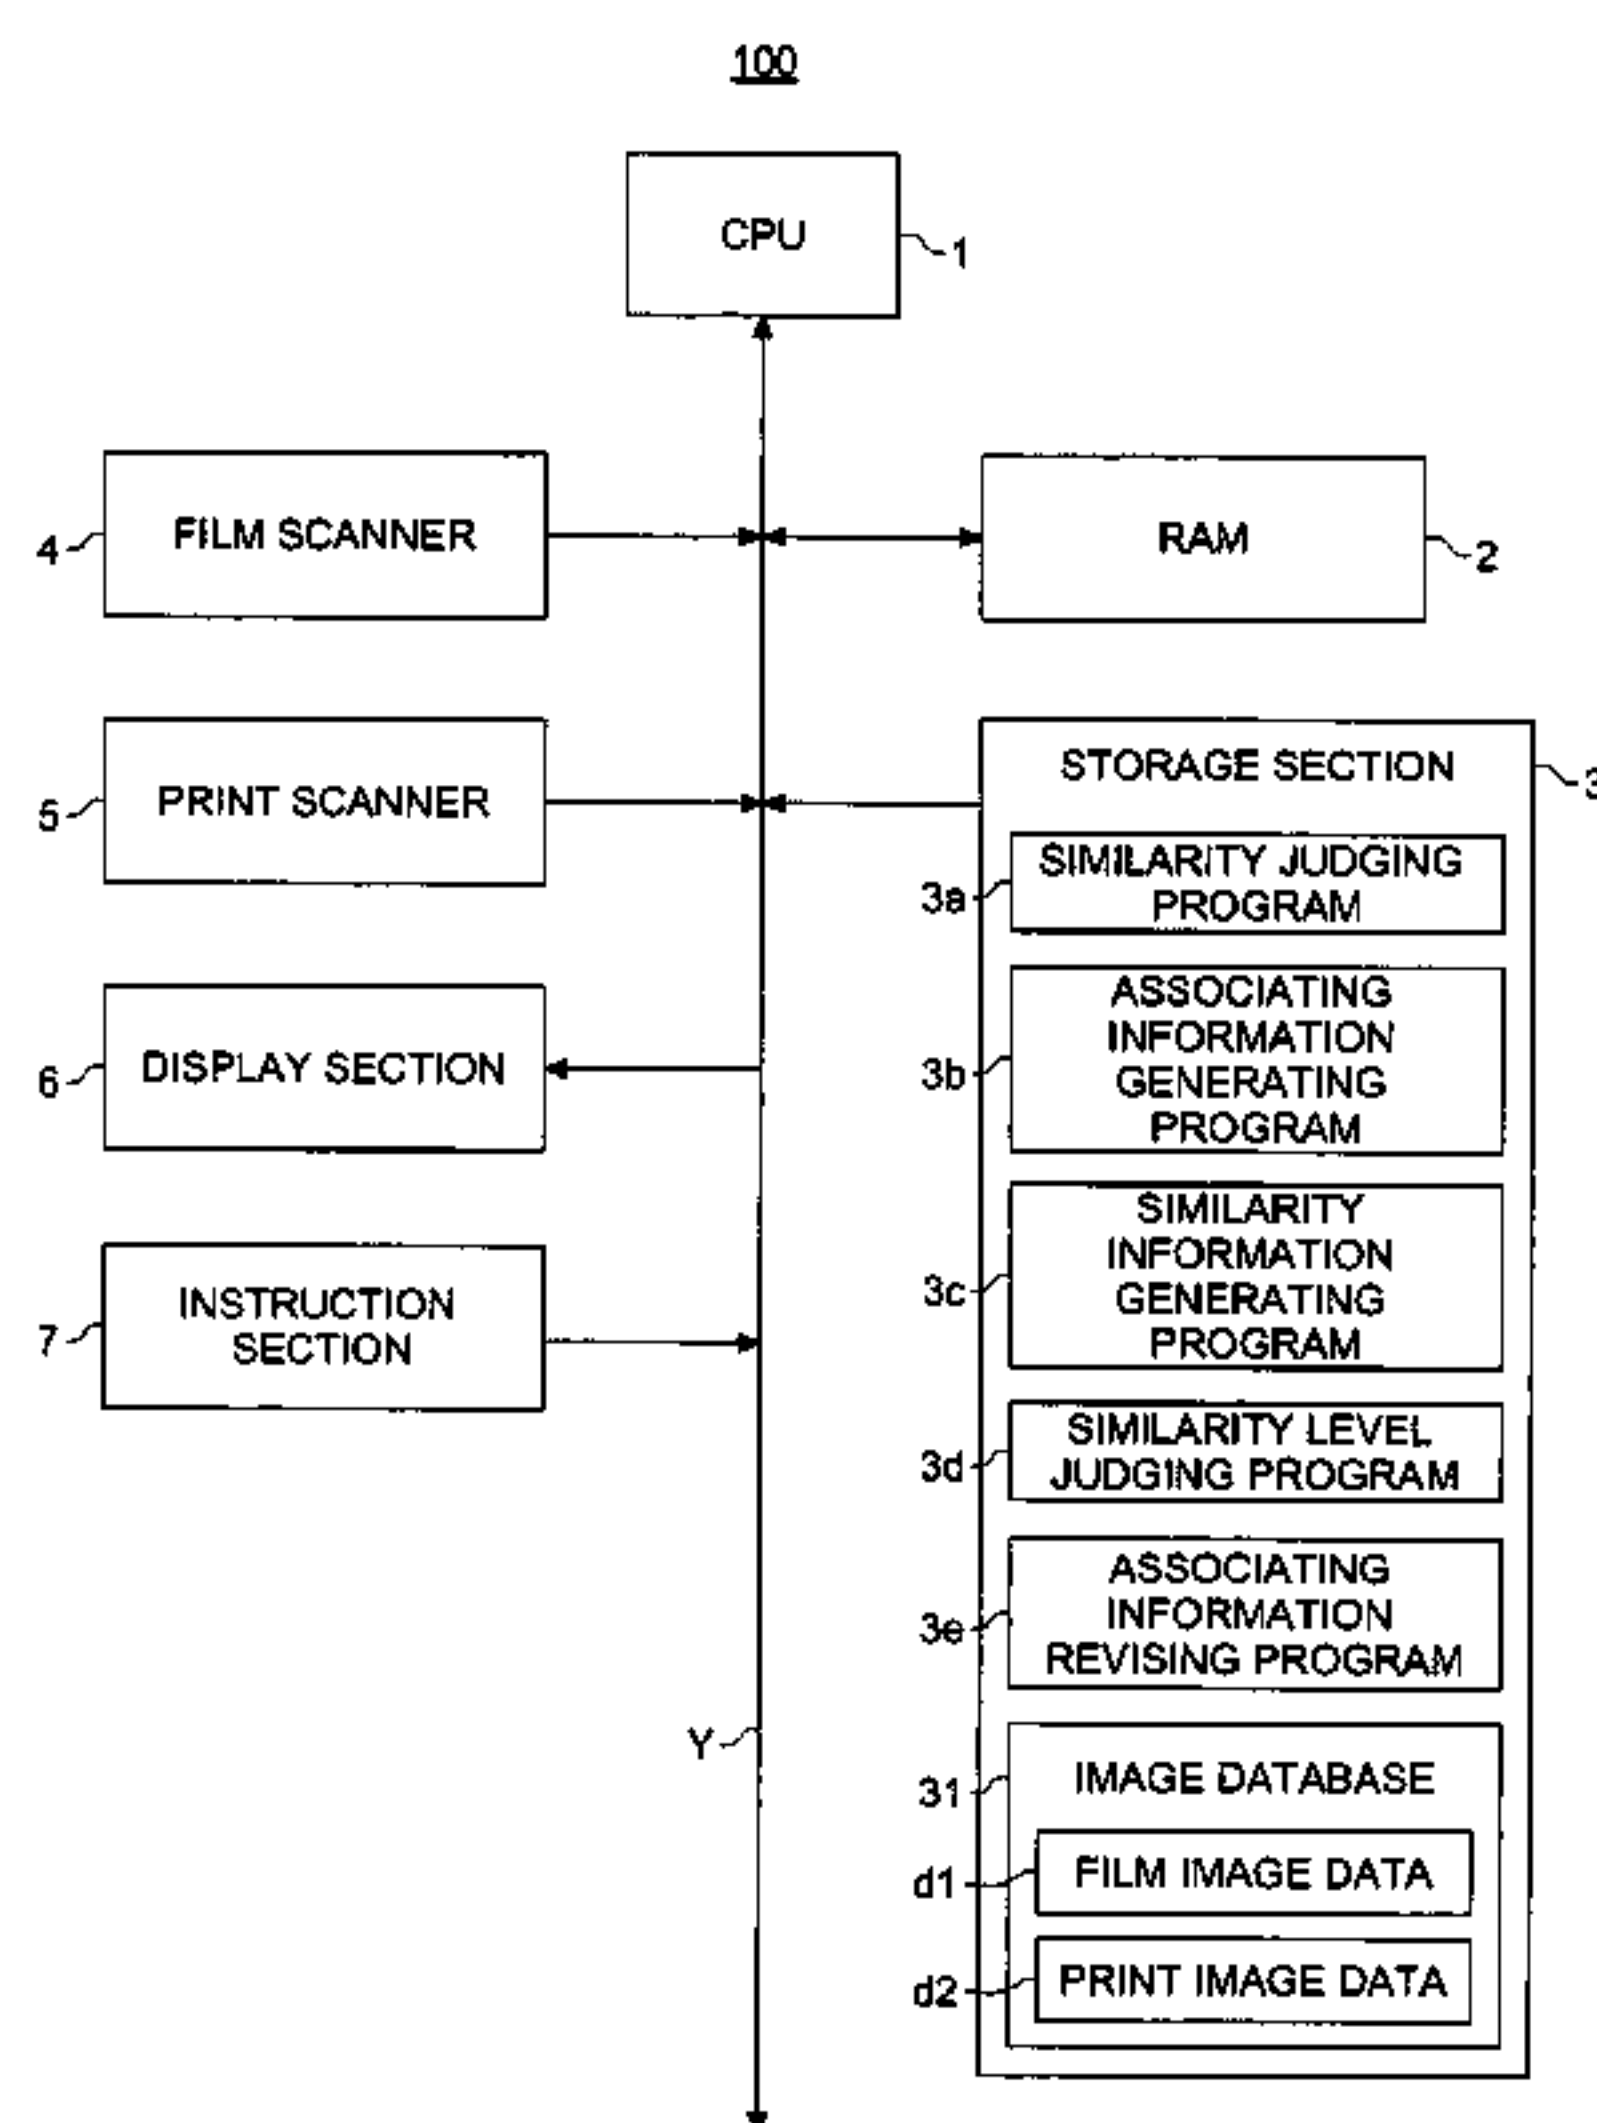 100
CPU
1
FILM SCANNER
4
RAM
2
PRINT SCANNER
5
STORAGE SECTION
3
SIMILARITY JUDGING
PROGRAM
3a
ASSOCIATING
INFORMATION
GENERATING
PROGRAM
3b
DISPLAY SECTION
6
SIMILARITY
INFORMATION
GENERATING
PROGRAM
3c
INSTRUCTION
SECTION
7
SIMILARITY LEVEL
JUDGING PROGRAM
3d
ASSOCIATING
INFORMATION
REVISING PROGRAM
3e
Y
IMAGE DATABASE
31
FILM IMAGE DATA
d1
PRINT IMAGE DATA
d2